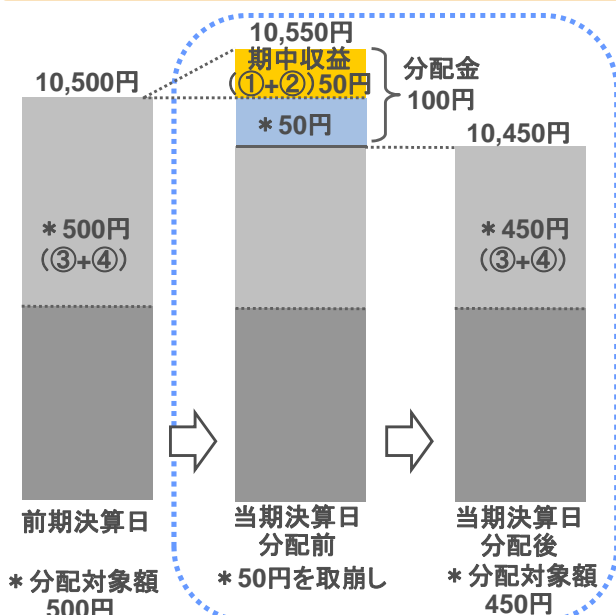 10,550円
期中収益
（①+②）50円
分配金
100円
10,500円
＊50円
10,450円
＊500円
（③+④）
＊450円
（③+④）
前期決算日
当期決算日
分配前
当期決算日
分配後
＊分配対象額
500円
＊50円を取崩し
＊分配対象額
450円